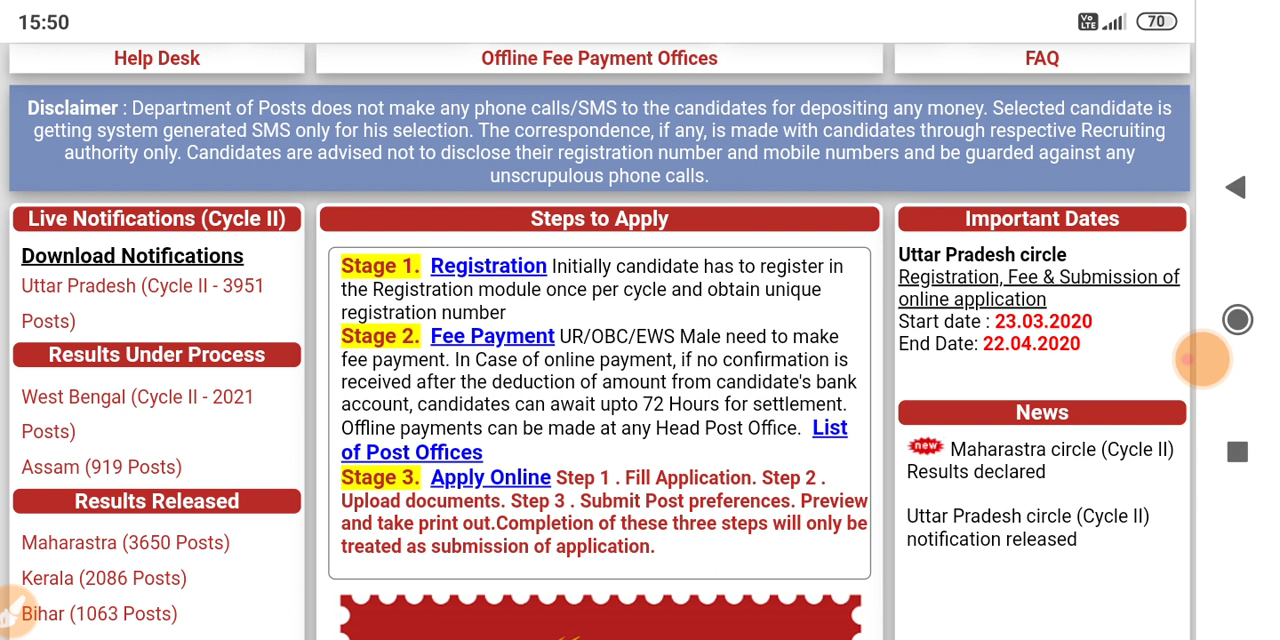 15:50
Vo
LTE
70
Help Desk
Offline Fee Payment Offices
FAQ
Disclaimer : Department of Posts does not make any phone calls/SMS to the candidates for depositing any money. Selected candidate is
getting system generated SMS only for his selection. The correspondence, if any, is made with candidates through respective Recruiting
authority only. Candidates are advised not to disclose their registration number and mobile numbers and be guarded against any
unscrupulous phone calls.
Live Notifications (Cycle II)
Download Notifications
Uttar Pradesh (Cycle II - 3951
Posts)
Results Under Process
West Bengal (Cycle II - 2021
Posts)
Assam (919 Posts)
Results Released
Maharastra (3650 Posts)
Kerala (2086 Posts)
Bihar (1063 Posts)
Steps to Apply
Stage 1. Registration Initially candidate has to register in
the Registration module once per cycle and obtain unique
registration number
Stage 2. Fee Payment UR/OBC/EWS Male need to make
fee payment. In Case of online payment, if no confirmation is
received after the deduction of amount from candidate's bank
account, candidates can await upto 72 Hours for settlement.
Offline payments can be made at any Head Post Office. List
of Post Offices
Stage 3. Apply Online Step 1 . Fill Application. Step 2 .
Upload documents. Step 3 . Submit Post preferences. Preview
and take print out.Completion of these three steps will only be
treated as submission of application.
Important Dates
Uttar Pradesh circle
Registration, Fee & Submission of
online application
Start date : 23.03.2020
End Date: 22.04.2020
News
new Maharastra circle (Cycle II)
Results declared
Uttar Pradesh circle (Cycle II)
notification released